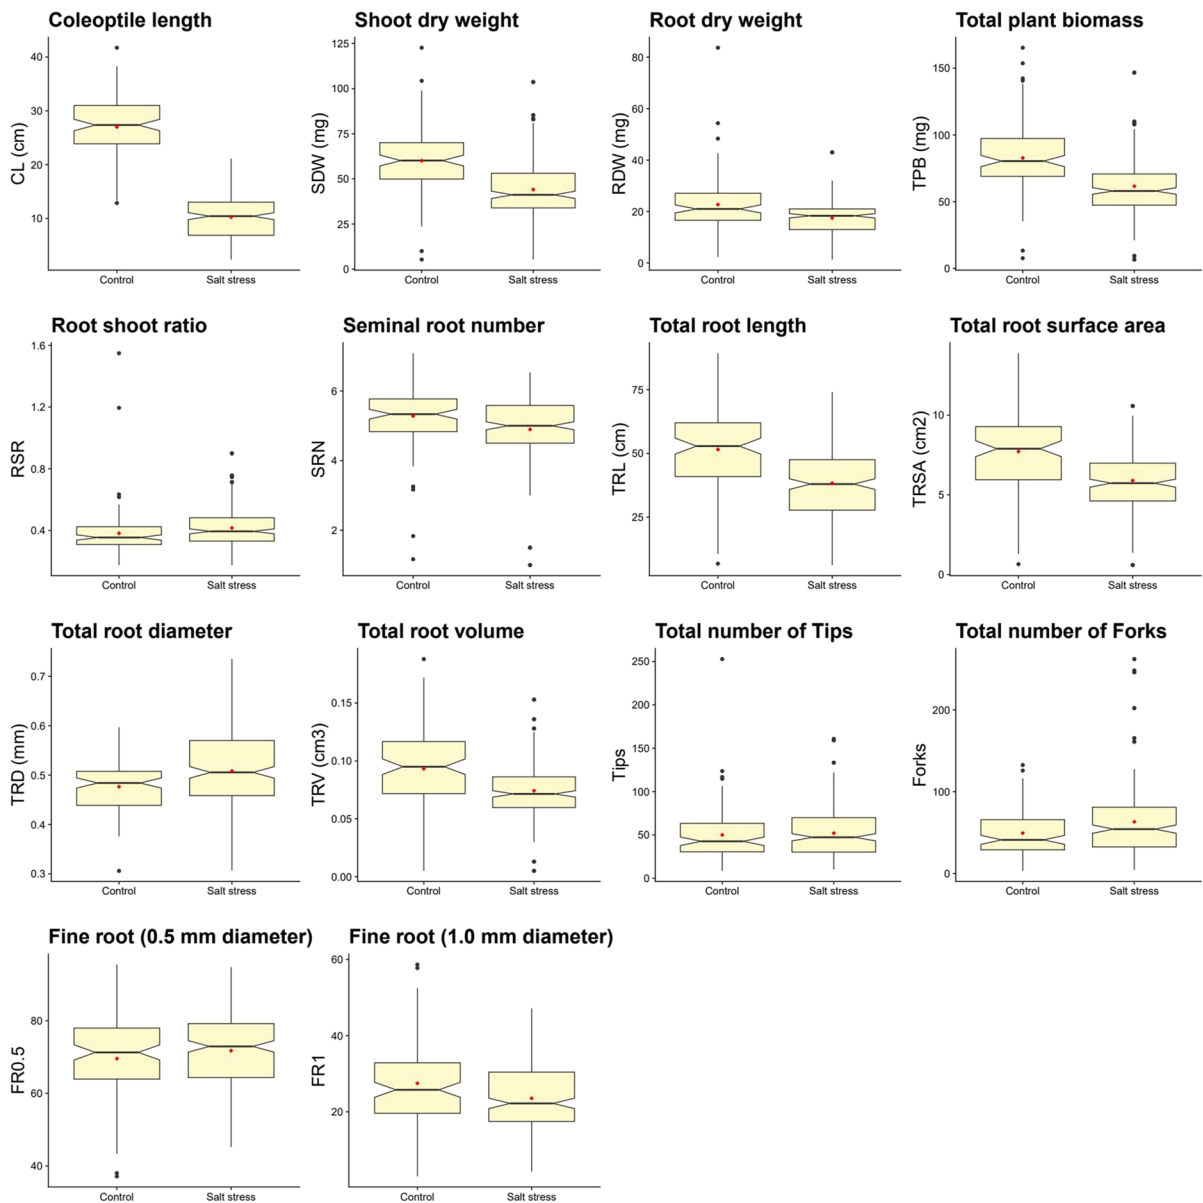 Coleoptile length
CL (cm)
40
30
20
10
Control
Salt stress
Shoot dry weight
SDW (mg)
125
100
75
50
25
0
Control
Salt stress
Root dry weight
RDW (mg)
80
60
40
20
0
Control
Salt stress
Total plant biomass
TPB (mg)
150
100
50
0
Control
Salt stress
Root shoot ratio
RSR
1.6
1.2
0.8
0.4
Control
Salt stress
Seminal root number
SRN
6
4
2
Control
Salt stress
Total root length
TRL (cm)
75
50
25
Control
Salt stress
Total root surface area
TRSA (cm2)
10
5
0
Control
Salt stress
Total root diameter
TRD (mm)
0.7
0.6
0.5
0.4
0.3
Control
Salt stress
Total root volume
TRV (cm3)
0.15
0.10
0.05
0.00
Control
Salt stress
Total number of Tips
Tips
250
200
150
100
50
0
Control
Salt stress
Total number of Forks
Forks
200
100
0
Control
Salt stress
Fine root (0.5 mm diameter)
FR0.5
80
60
40
Control
Salt stress
Fine root (1.0 mm diameter)
FR1
60
40
20
Control
Salt stress